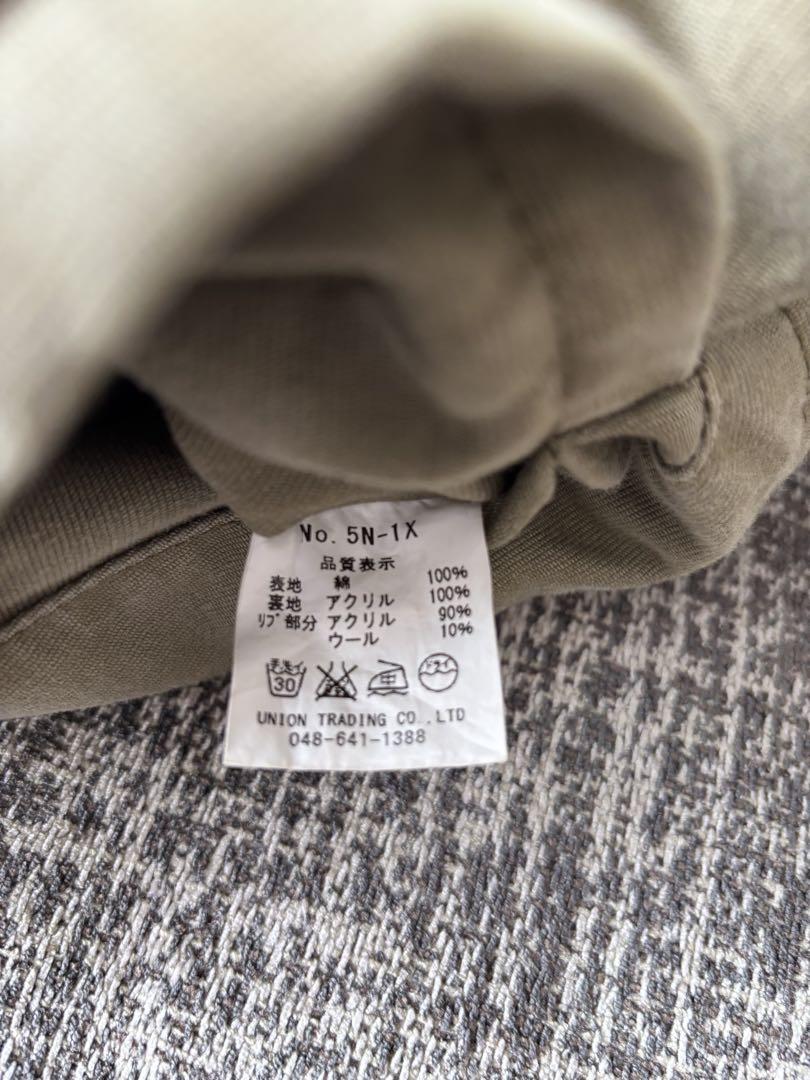 No. 5N-1X
品質表示
表地 綿 100%
裏地 アクリル 100%
リブ部分 アクリル 90%
ウール 10%
手洗イ 30 中 ドライ
UNION TRADING CO.,LTD
048-641-1388